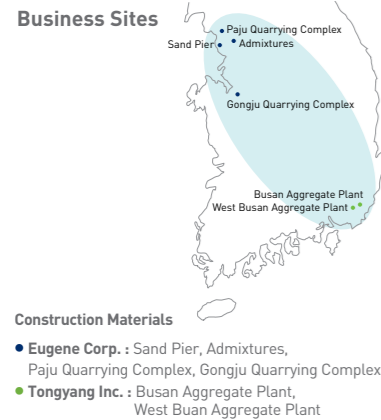 Business Sites
Paju Quarrying Complex
Sand Pier
Admixtures
Gongju Quarrying Complex
Busan Aggregate Plant
West Busan Aggregate Plant
Construction Materials
Eugene Corp. : Sand Pier, Admixtures,
Paju Quarrying Complex, Gongju Quarrying Complex
Tongyang Inc. : Busan Aggregate Plant,
West Buan Aggregate Plant